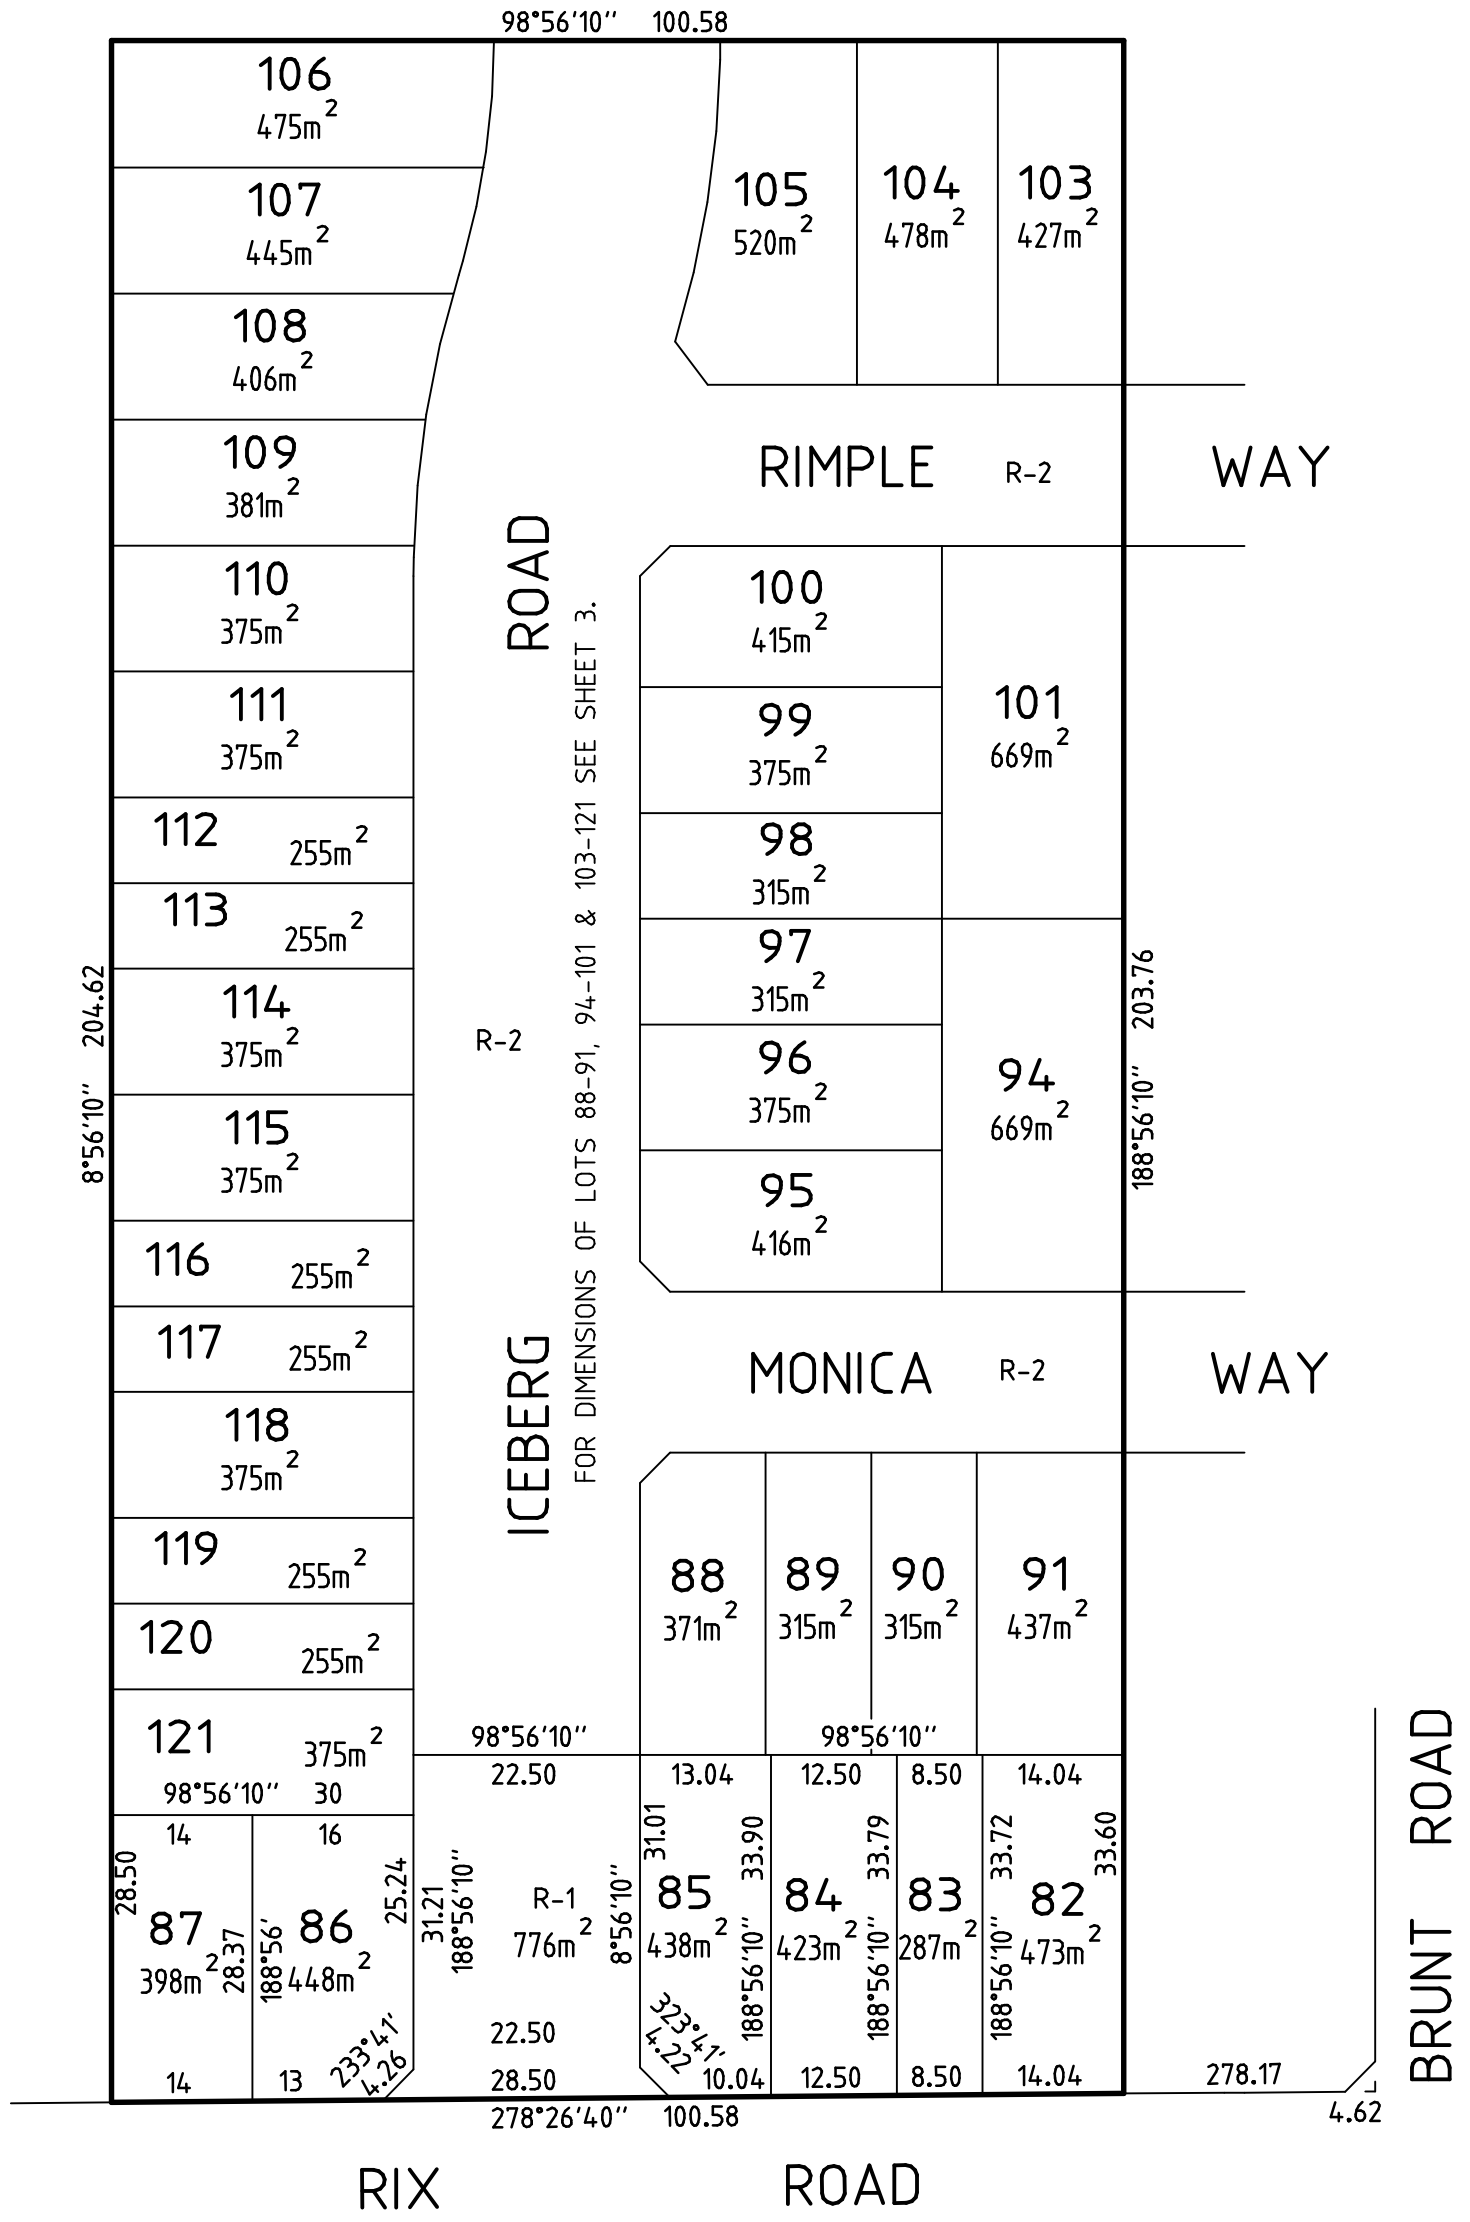 98°56'10" 100.58
106
475m²
107
445m²
108
406m²
109
381m²
110
375m²
111
375m²
112 255m²
113 255m²
114
375m²
115
375m²
116 255m²
117 255m²
118
375m²
119 255m²
120 255m²
121 375m²
98°56'10" 30
8°56'10" 204.62
105
520m²
104
478m²
103
427m²
RIMPLE R-2 WAY
ICEBERG ROAD
R-2
FOR DIMENSIONS OF LOTS 88-91, 94-101 & 103-121 SEE SHEET 3.
100
415m²
99
375m²
98
315m²
97
315m²
96
375m²
95
416m²
101
669m²
94
669m²
188°56'10" 203.76
MONICA R-2 WAY
88
371m²
89
315m²
90
315m²
91
437m²
98°56'10"
22.50
98°56'10"
13.04
12.50
8.50
14.04
14
28.50
87
398m²
28.37
188°56'
14
16
25.24
86
448m²
13
233°41'
4.26
31.21
188°56'10"
R-1
776m²
8°56'10"
22.50
28.50
31.01
85
438m²
323°41'
4.22
10.04
33.90
188°56'10"
84
423m²
12.50
33.79
188°56'10"
83
287m²
8.50
33.72
188°56'10"
82
473m²
33.60
14.04
278°26'40" 100.58
278.17
4.62
BRUNT ROAD
RIX ROAD